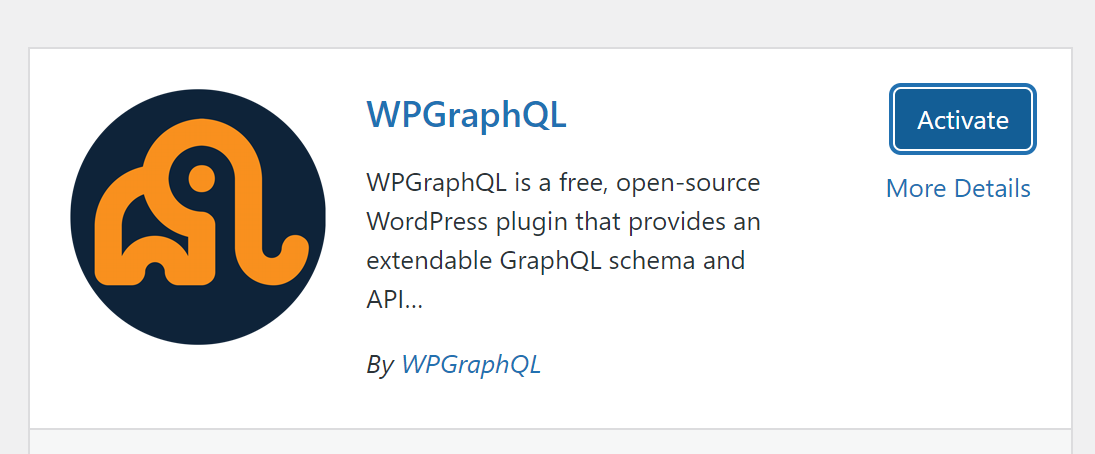 WPGraphQL
Activate
More Details
WPGraphQL is a free, open-source
WordPress plugin that provides an
extendable GraphQL schema and
API...
By WPGraphQL